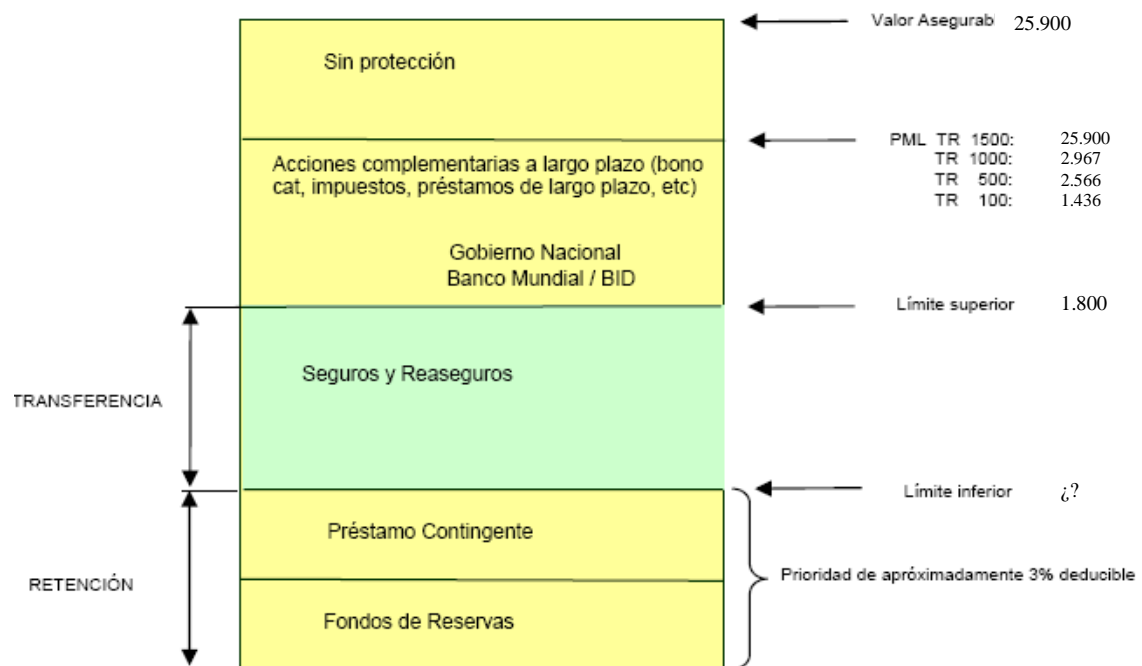 Valor Asegurab 25.900
Sin protección
PML TR 1500: 25.900
TR 1000: 2.967
TR 500: 2.566
TR 100: 1.436
Acciones complementarias a largo plazo (bono
cat, impuestos, préstamos de largo plazo, etc)
Gobierno Nacional
Banco Mundial / BID
Límite superior 1.800
Seguros y Reaseguros
TRANSFERENCIA
Límite inferior ¿?
Préstamo Contingente
Prioridad de apróximadamente 3% deducible
RETENCIÓN
Fondos de Reservas